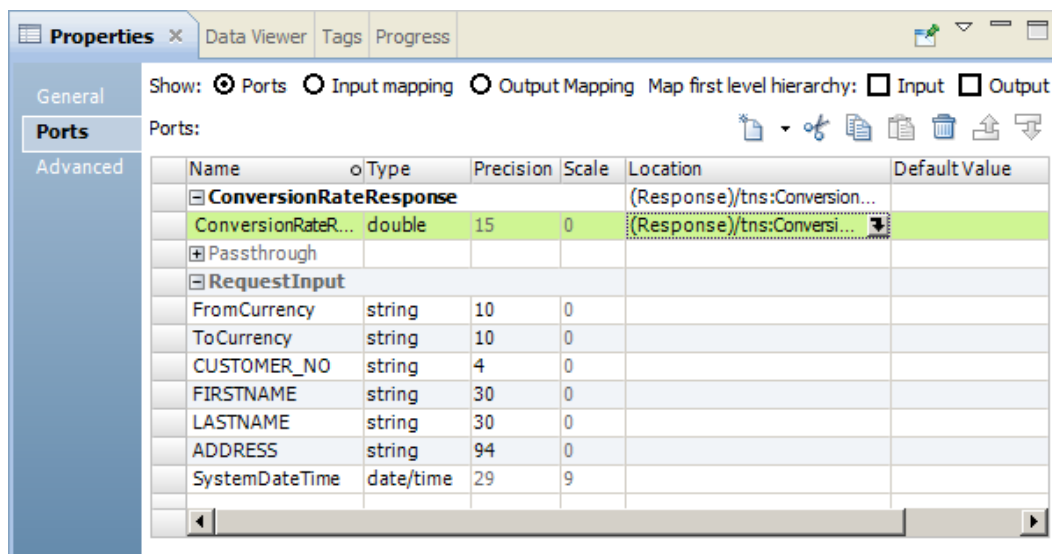 Properties Data Viewer Tags Progress
General
Ports
Advanced
Show: Ports Input mapping Output Mapping Map first level hierarchy: Input Output
Ports:
Name Type Precision Scale Location Default Value
ConversionRateResponse (Response)/tns:Conversion...
ConversionRateR... double 15 0 (Response)/tns:Conversi...
Passthrough
RequestInput
FromCurrency string 10 0
ToCurrency string 10 0
CUSTOMER_NO string 4 0
FIRSTNAME string 30 0
LASTNAME string 30 0
ADDRESS string 94 0
SystemDateTime date/time 29 9